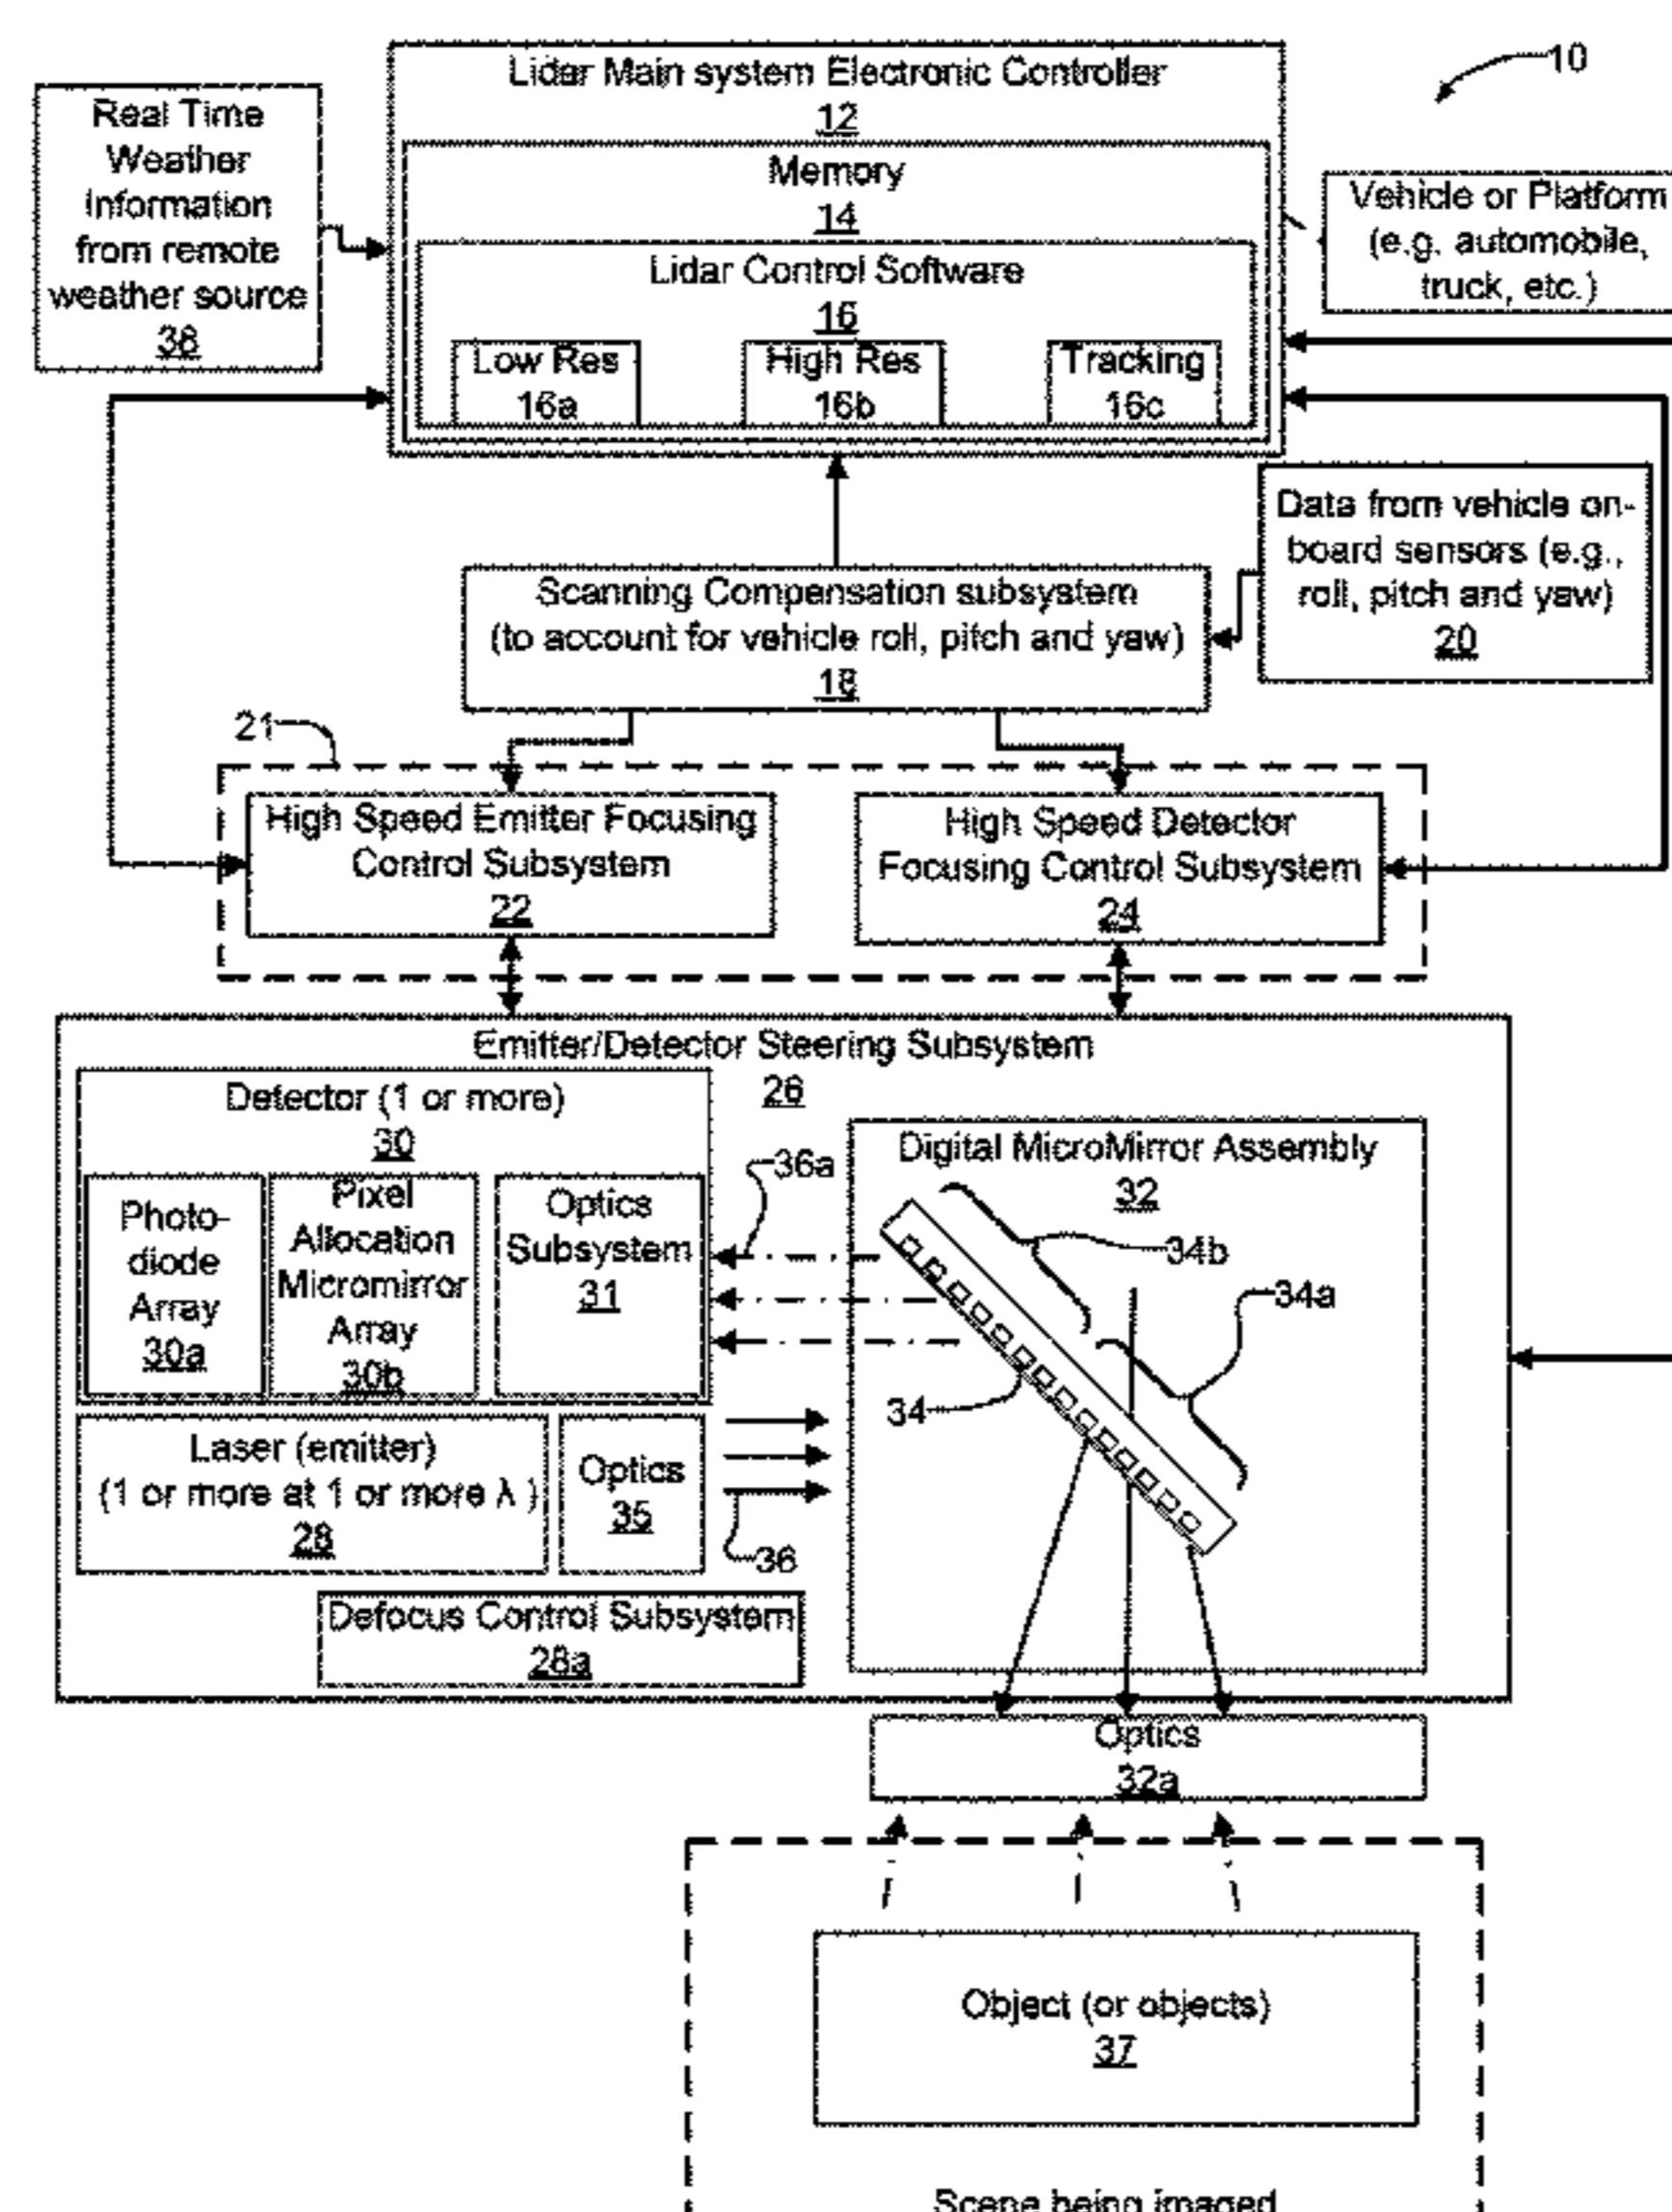 Lidar Main system Electronic Controller
12
10
Real Time
Weather
Information
from remote
weather source
38
Memory
14
Vehicle or Platform
(e.g. automobile,
truck, etc.)
Lidar Control Software
16
Low Res
16a
High Res
16b
Tracking
16c
Data from vehicle on-
board sensors (e.g.,
roll, pitch and yaw)
20
Scanning Compensation subsystem
(to account for vehicle roll, pitch and yaw)
18
21
High Speed Emitter Focusing
Control Subsystem
22
High Speed Detector
Focusing Control Subsystem
24
Emitter/Detector Steering Subsystem
26
Detector (1 or more)
30
Photo-
diode
Array
30a
Pixel
Allocation
Micromirror
Array
30b
Optics
Subsystem
31
36a
Digital MicroMirror Assembly
32
34b
34a
34
Laser (emitter)
(1 or more at 1 or more λ )
28
Optics
35
36
Defocus Control Subsystem
28a
Optics
32a
Object (or objects)
37
Scene being imaged